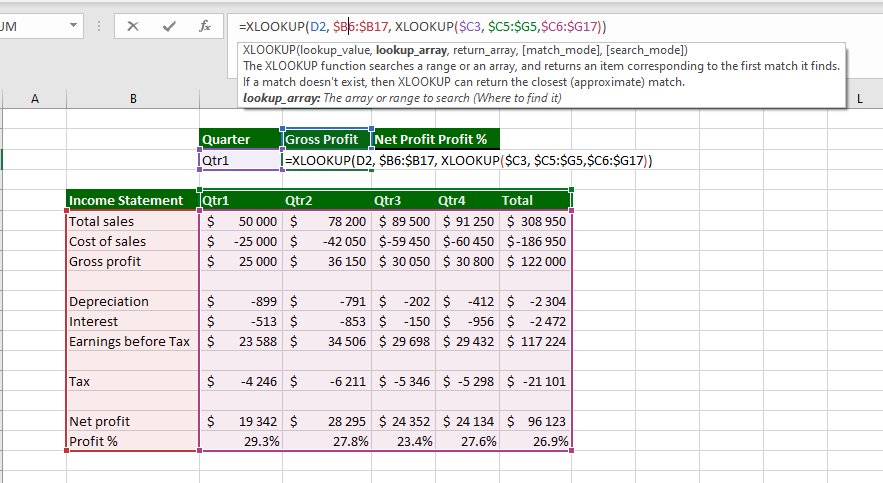 UM fx =XLOOKUP(D2, $B6:$B17, XLOOKUP($C3, $C5:$G5,$C6:$G17))
XLOOKUP(lookup_value, lookup_array, return_array, [match_mode], [search_mode])
The XLOOKUP function searches a range or an array, and returns an item corresponding to the first match it finds.
If a match doesn't exist, then XLOOKUP can return the closest (approximate) match.
lookup_array: The array or range to search (Where to find it)
A B L
Quarter Gross Profit Net Profit Profit %
Qtr1 =XLOOKUP(D2, $B6:$B17, XLOOKUP($C3, $C5:$G5,$C6:$G17))
Income Statement Qtr1 Qtr2 Qtr3 Qtr4 Total
Total sales $ 50 000 $ 78 200 $ 89 500 $ 91 250 $ 308 950
Cost of sales $ -25 000 $ -42 050 $-59 450 $-60 450 $-186 950
Gross profit $ 25 000 $ 36 150 $ 30 050 $ 30 800 $ 122 000
Depreciation $ -899 $ -791 $ -202 $ -412 $ -2 304
Interest $ -513 $ -853 $ -150 $ -956 $ -2 472
Earnings before Tax $ 23 588 $ 34 506 $ 29 698 $ 29 432 $ 117 224
Tax $ -4 246 $ -6 211 $ -5 346 $ -5 298 $ -21 101
Net profit $ 19 342 $ 28 295 $ 24 352 $ 24 134 $ 96 123
Profit % 29.3% 27.8% 23.4% 27.6% 26.9%